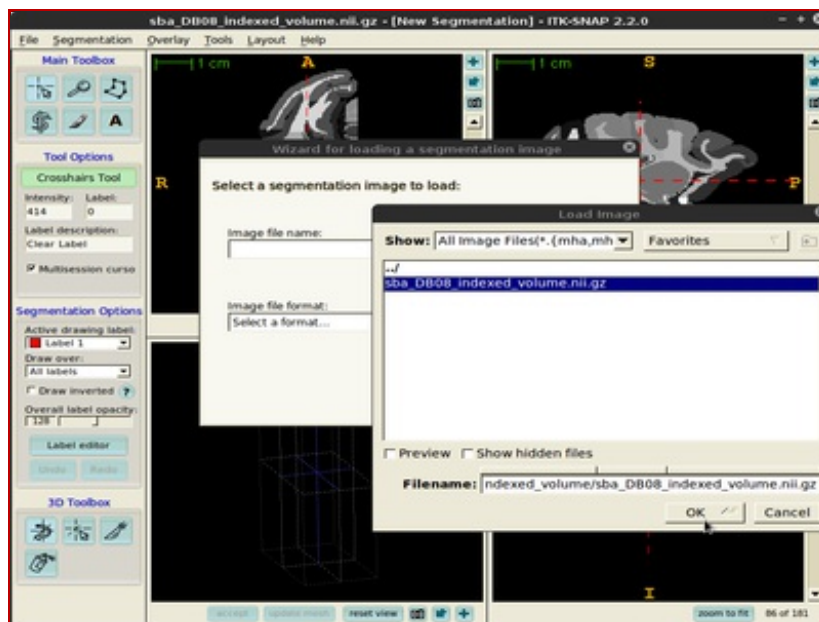 sba_DB08_indexed_volume.nii.gz - [New Segmentation] - ITK-SNAP 2.2.0
File Segmentation Overlay Tools Layout Help
Main Toolbox
A
Tool Options
Crosshairs Tool
Intensity: Label:
414 0
Label description:
Clear Label
Multisession curso
Segmentation Options
Active drawing label:
Label 1
Draw over:
All labels
Draw inverted ?
Overall label opacity:
128
Label editor
Undo Redo
3D Toolbox
1 cm
A
R
1 cm
S
P
I
Wizard for loading a segmentation image
Select a segmentation image to load:
Image file name:
Image file format:
Select a format...
Load Image
Show: All Image Files(*.{mha,mh Favorites
../
sba_DB08_indexed_volume.nii.gz
Preview Show hidden files
Filename: ndexed_volume/sba_DB08_indexed_volume.nii.gz
OK Cancel
accept update mesh reset view
zoom to fit 86 of 181